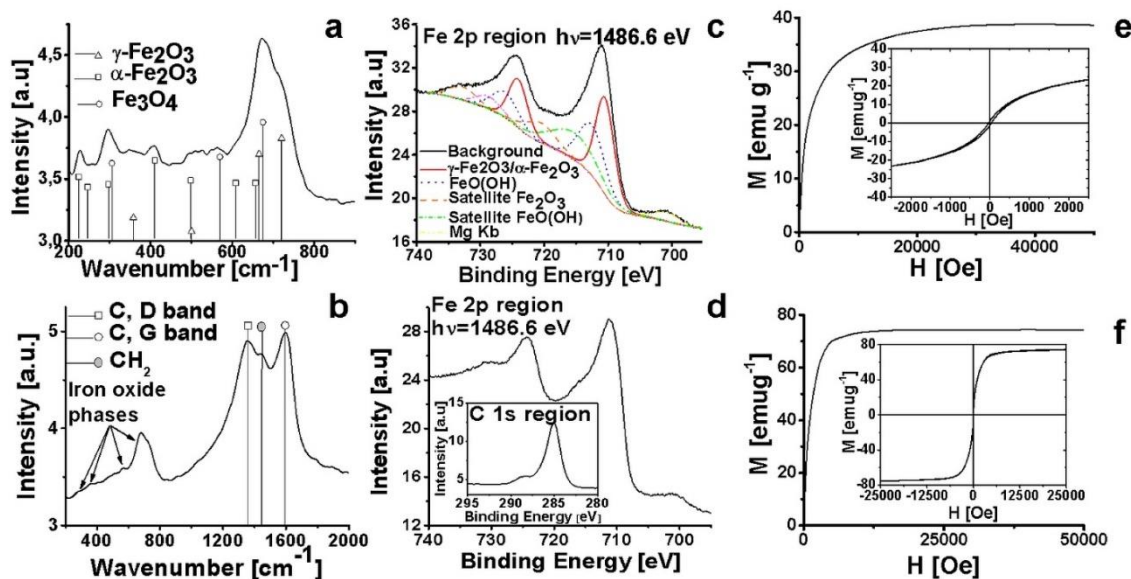 a
4,5
4,0
3,5
3,0
Intensity [a.u]
γ-Fe2O3
α-Fe2O3
Fe3O4
200 400 600 800
Wavenumber [cm-1]
b
5
4
3
Intensity [a.u.]
C, D band
C, G band
CH2
Iron oxide
phases
400 800 1200 1600 2000
Wavenumber [cm-1]
c
36
32
28
24
20
16
Intensity [a.u]
Fe 2p region hν=1486.6 eV
Background
γ-Fe2O3/α-Fe2O3
FeO(OH)
Satellite Fe2O3
Satellite FeO(OH)
Mg Kb
740 730 720 710 700
Binding Energy [eV]
d
32
28
24
20
16
12
Intensity [a.u]
Fe 2p region
hν=1486.6 eV
C 1s region
15
10
5
Intensity [a.u]
295 290 285 280
Binding Energy [eV]
740 730 720 710 700
Binding Energy [eV]
e
40
30
20
10
0
M [emu g-1]
40
30
20
10
0
-10
-20
-30
-40
M [emug-1]
-2000 -1000 0 1000 2000
H [Oe]
0 20000 40000
H [Oe]
f
80
60
40
20
0
M [emug-1]
80
40
0
-40
-80
M [emug-1]
-25000 -12500 0 12500 25000
H [Oe]
0 25000 50000
H [Oe]